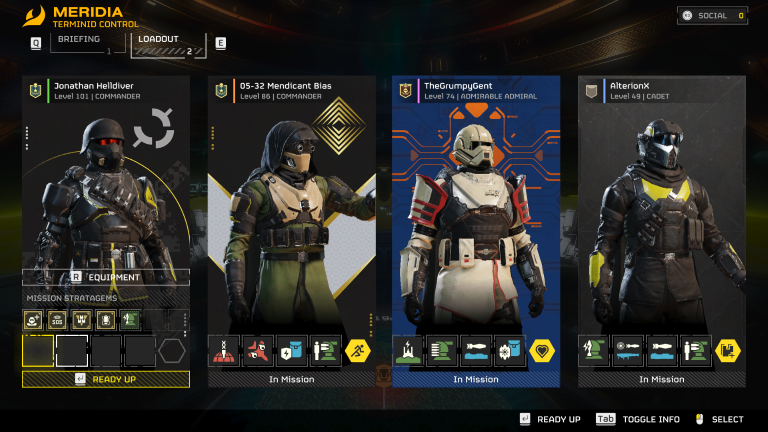 MERIDIA
TERMINID CONTROL
SOCIAL 0
Q
BRIEFING
1
LOADOUT
2
E
Jonathan Helldiver
Level 101 | COMMANDER
05-32 Mendicant Bias
Level 86 | COMMANDER
TheGrumpyGent
Level 74 | ADMIRABLE ADMIRAL
AlterionX
Level 49 | CADET
R EQUIPMENT
MISSION STRATAGEMS
SOS
READY UP
In Mission
In Mission
In Mission
READY UP
Tab TOGGLE INFO
SELECT